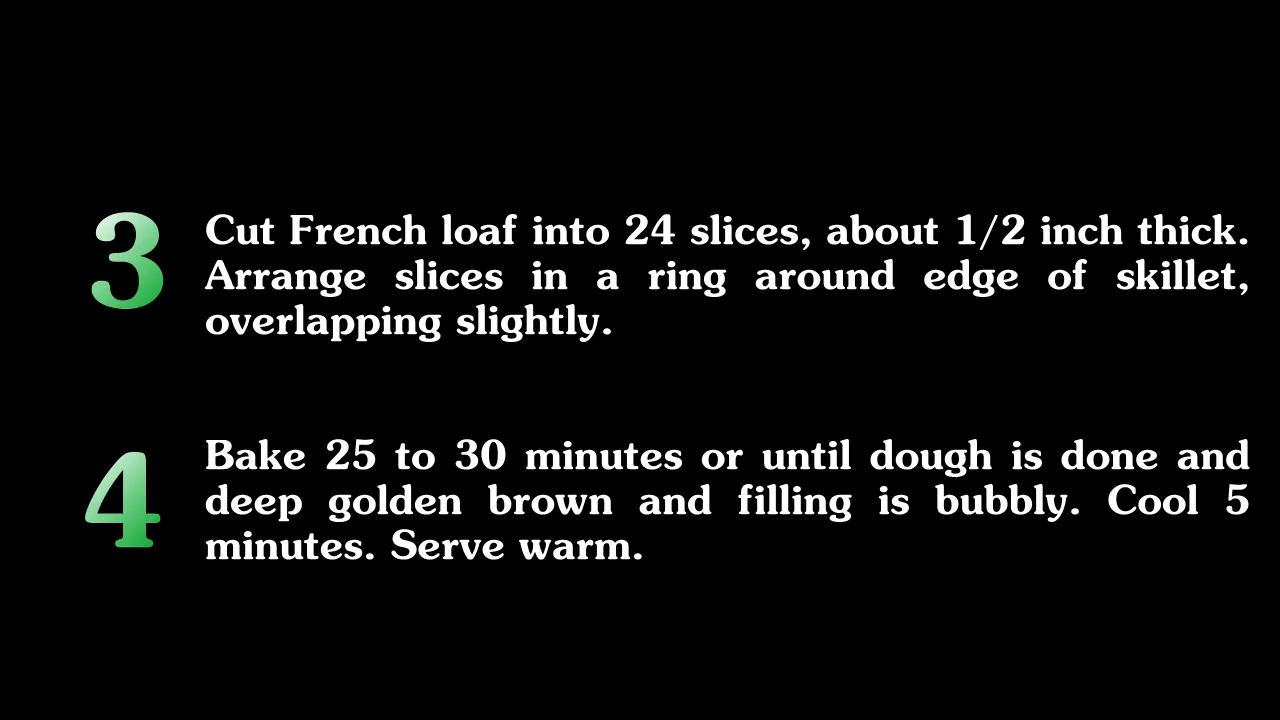 3
Cut French loaf into 24 slices, about 1/2 inch thick.
Arrange slices in a ring around edge of skillet,
overlapping slightly.
4
Bake 25 to 30 minutes or until dough is done and
deep golden brown and filling is bubbly. Cool 5
minutes. Serve warm.